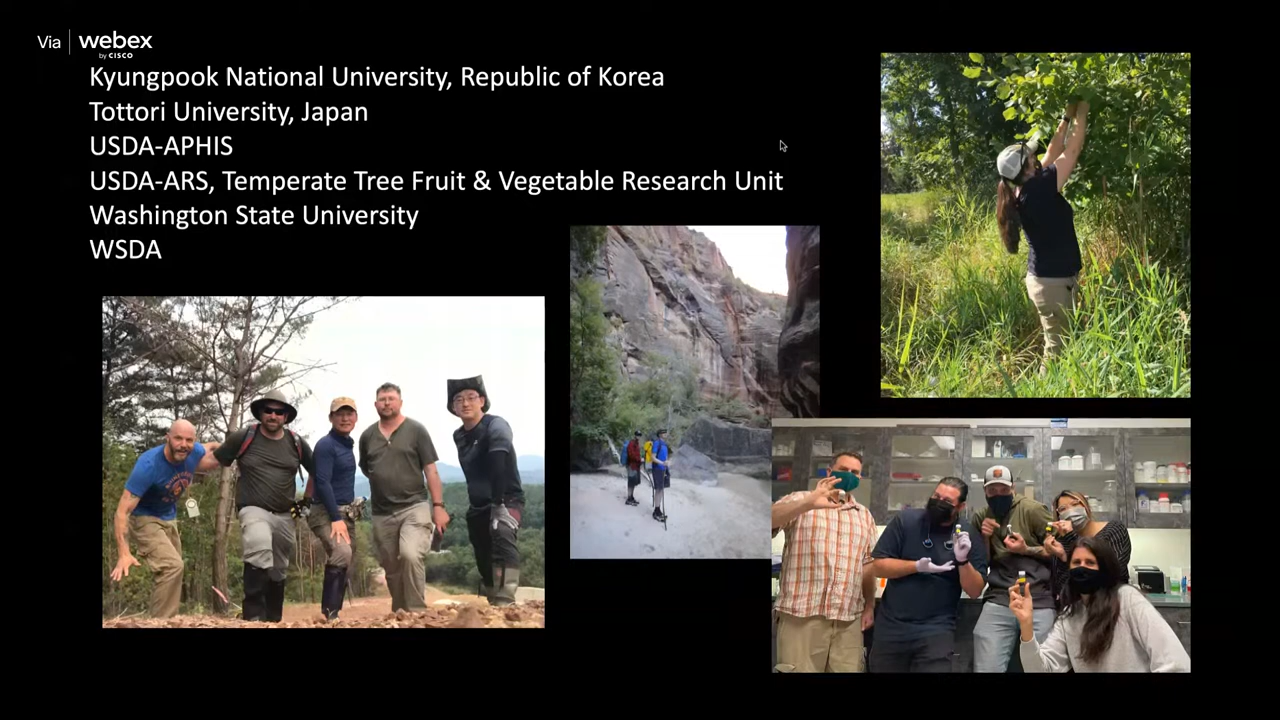 Via webex
by CISCO
Kyungpook National University, Republic of Korea
Tottori University, Japan
USDA-APHIS
USDA-ARS, Temperate Tree Fruit & Vegetable Research Unit
Washington State University
WSDA